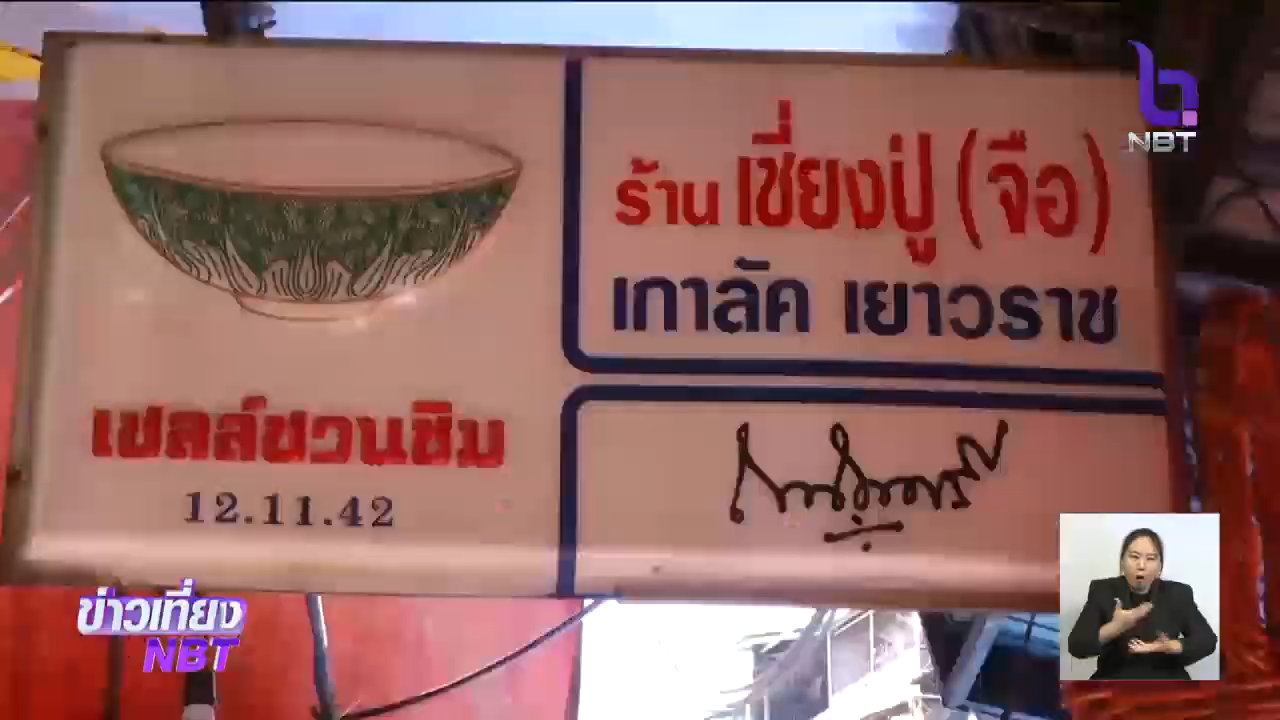 NBT
ร้าน เซี่ยงปู่ (จือ)
เกาลัค เยาวราช
เชลล์ชวนชิม
12.11.42
ข่าวเที่ยง
NBT